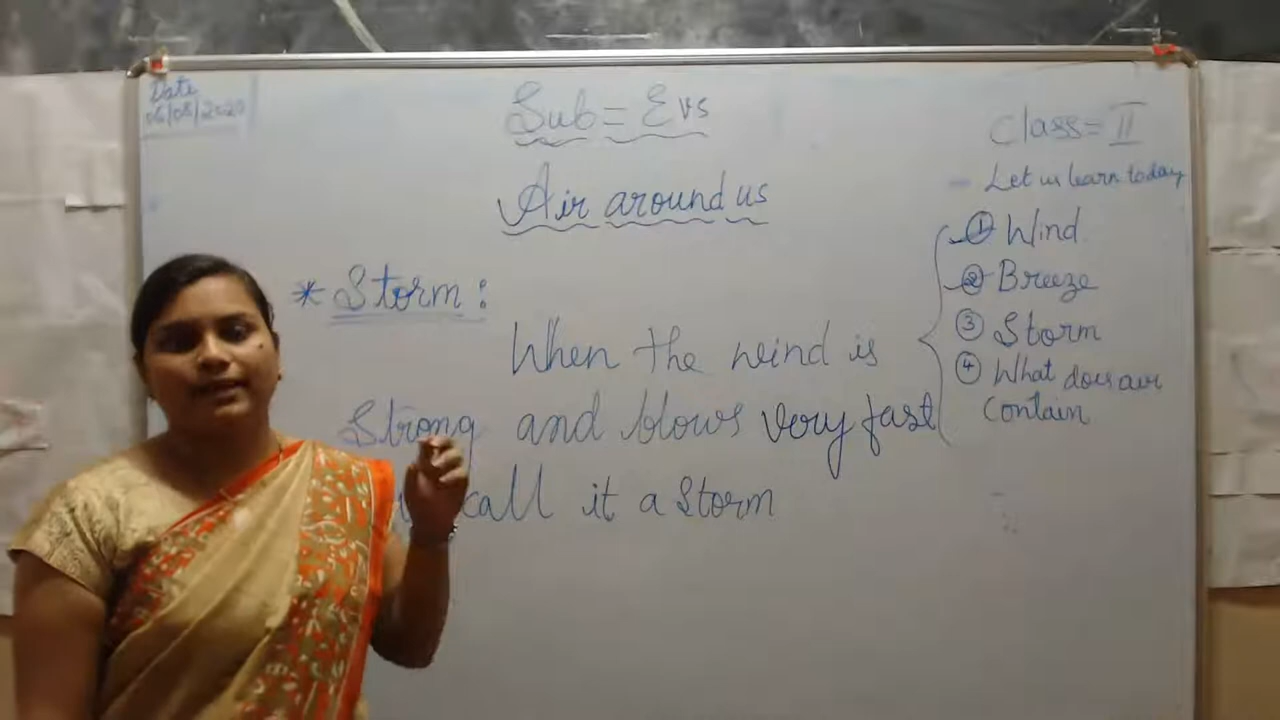 Date
06/08/2020
Sub = Evs
Class = II
Air around us
Let us learn today
① Wind
② Breeze
③ Storm
④ What does air
contain
* Storm :
When the wind is
Strong and blows very fast
call it a storm